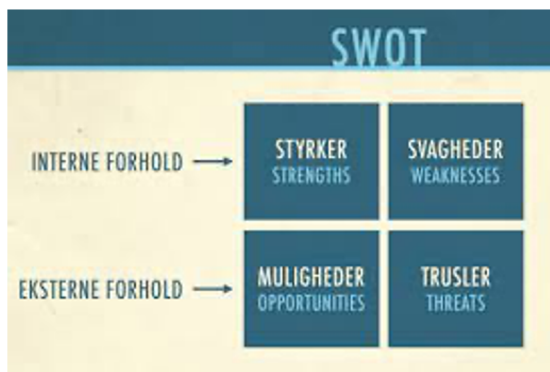 SWOT
INTERNE FORHOLD
STYRKER
STRENGTHS
SVAGHEDER
WEAKNESSES
EKSTERNE FORHOLD
MULIGHEDER
OPPORTUNITIES
TRUSLER
THREATS